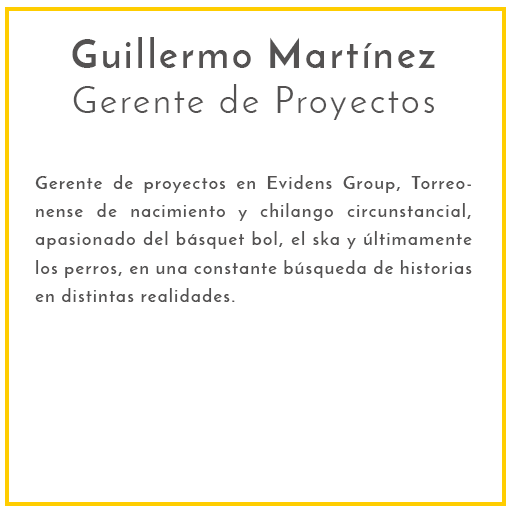 Guillermo Martínez
Gerente de Proyectos
Gerente de proyectos en Evidens Group, Torreo-
nense de nacimiento y chilango circunstancial,
apasionado del básquet bol, el ska y últimamente
los perros, en una constante búsqueda de historias
en distintas realidades.